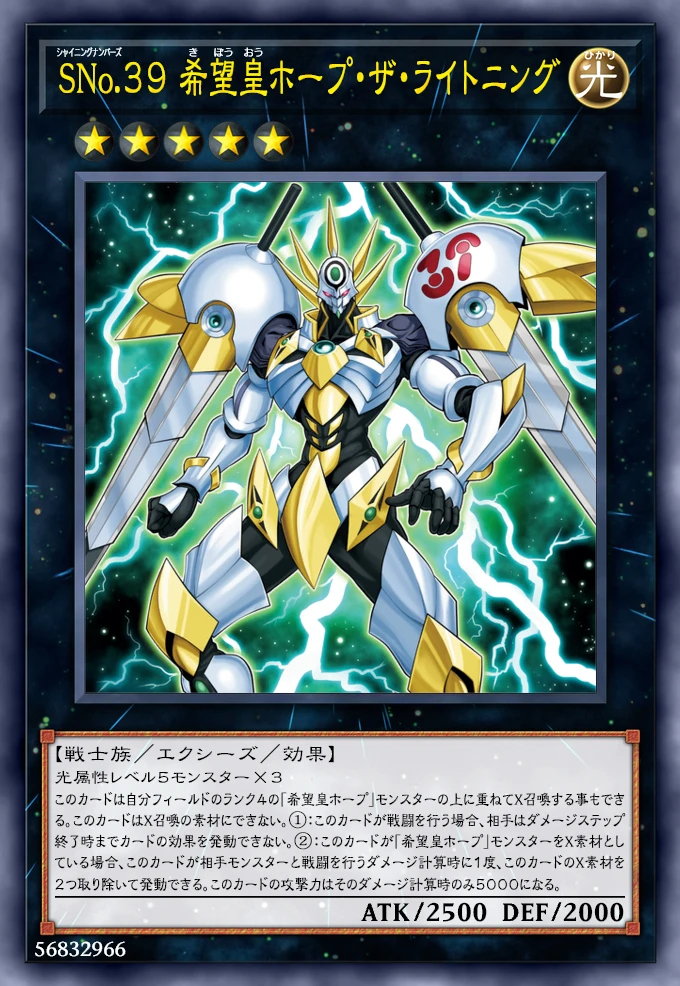 シャイニングナンバーズ き ぼう おう
SNo.39 希望皇ホープ・ザ・ライトニング
ひかり
光
39
【戦士族／エクシーズ／効果】
光属性レベル5モンスター×3
このカードは自分フィールドのランク4の「希望皇ホープ」モンスターの上に重ねてX召喚する事もでき
る。このカードはX召喚の素材にできない。①：このカードが戦闘を行う場合、相手はダメージステップ
終了時までカードの効果を発動できない。②：このカードが「希望皇ホープ」モンスターをX素材とし
ている場合、このカードが相手モンスターと戦闘を行うダメージ計算時に1度、このカードのX素材を
2つ取り除いて発動できる。このカードの攻撃力はそのダメージ計算時のみ5000になる。
ATK/2500 DEF/2000
56832966